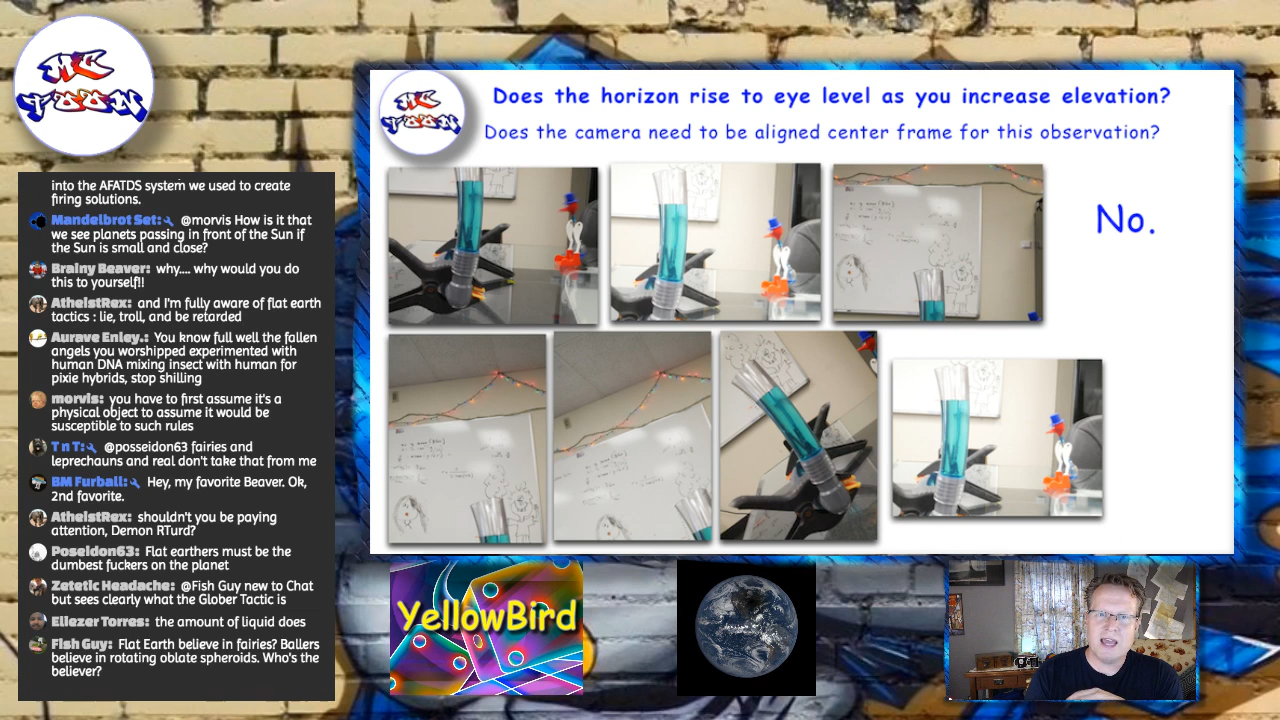 MC
TOON
into the AFATDS system we used to create
firing solutions.
Mandelbrot Set: @morvis How is it that
we see planets passing in front of the Sun if
the Sun is small and close?
Brainy Beaver: why.... why would you do
this to yourself!!
AtheistRex: and I'm fully aware of flat earth
tactics : lie, troll, and be retarded
Aurave Enley.: You know full well the fallen
angels you worshipped experimented with
human DNA mixing insect with human for
pixie hybrids, stop shilling
morvis: you have to first assume it's a
physical object to assume it would be
susceptible to such rules
T n T: @posseidon63 fairies and
leprechauns and real don't take that from me
BM Furball: Hey, my favorite Beaver. Ok,
2nd favorite.
AtheistRex: shouldn't you be paying
attention, Demon RTurd?
Poseidon63: Flat earthers must be the
dumbest fuckers on the planet
Zetetic Headache: @Fish Guy new to Chat
but sees clearly what the Glober Tactic is
Eliezer Torres: the amount of liquid does
Fish Guy: Flat Earth believe in fairies? Ballers
believe in rotating oblate spheroids. Who's the
believer?
MC
TOON
Does the horizon rise to eye level as you increase elevation?
Does the camera need to be aligned center frame for this observation?
No.
YellowBird